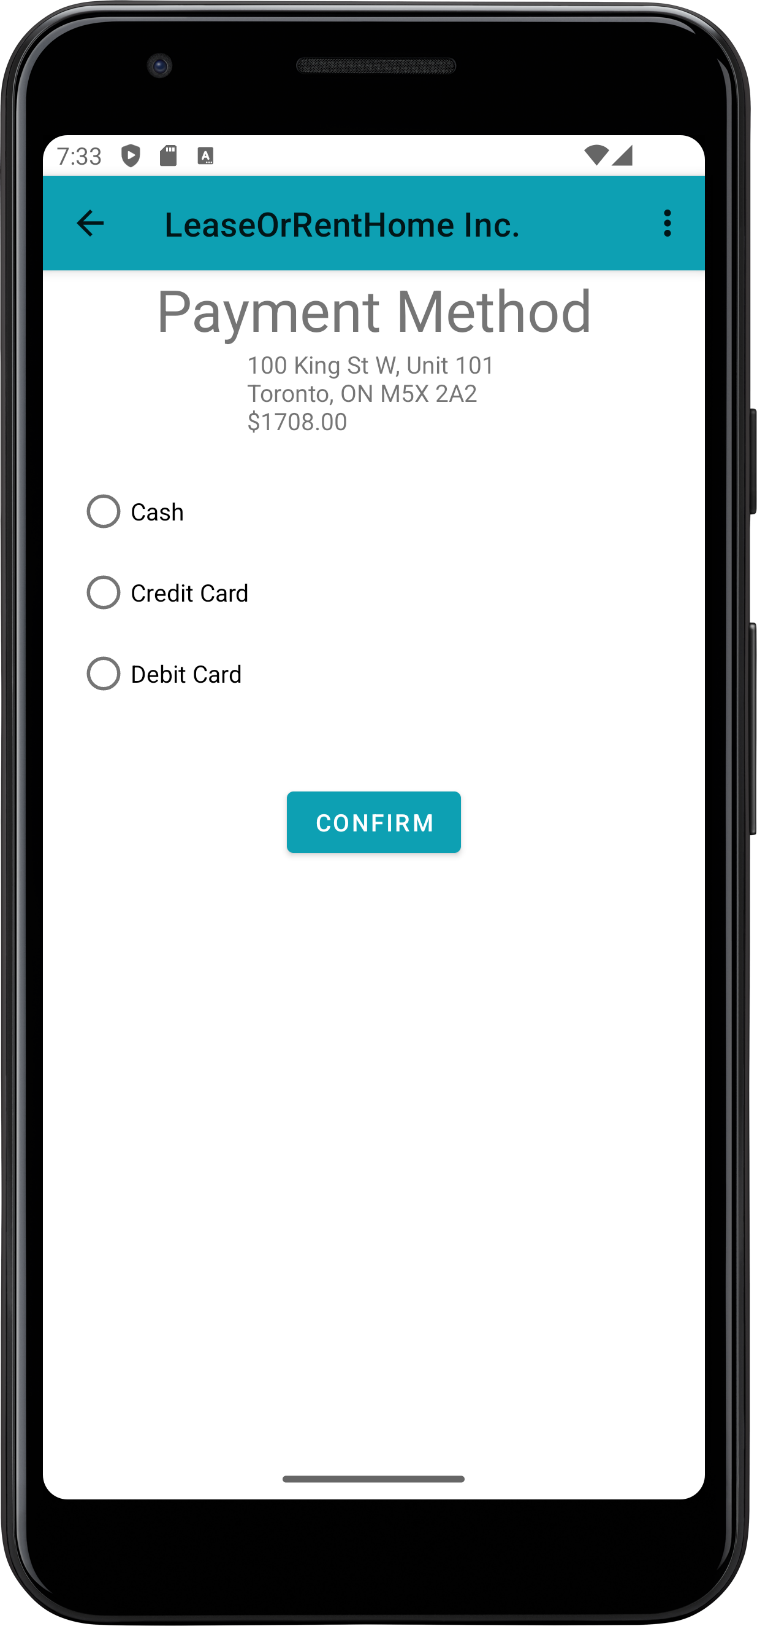 7:33
LeaseOrRentHome Inc.
Payment Method
100 King St W, Unit 101
Toronto, ON M5X 2A2
$1708.00
Cash
Credit Card
Debit Card
CONFIRM